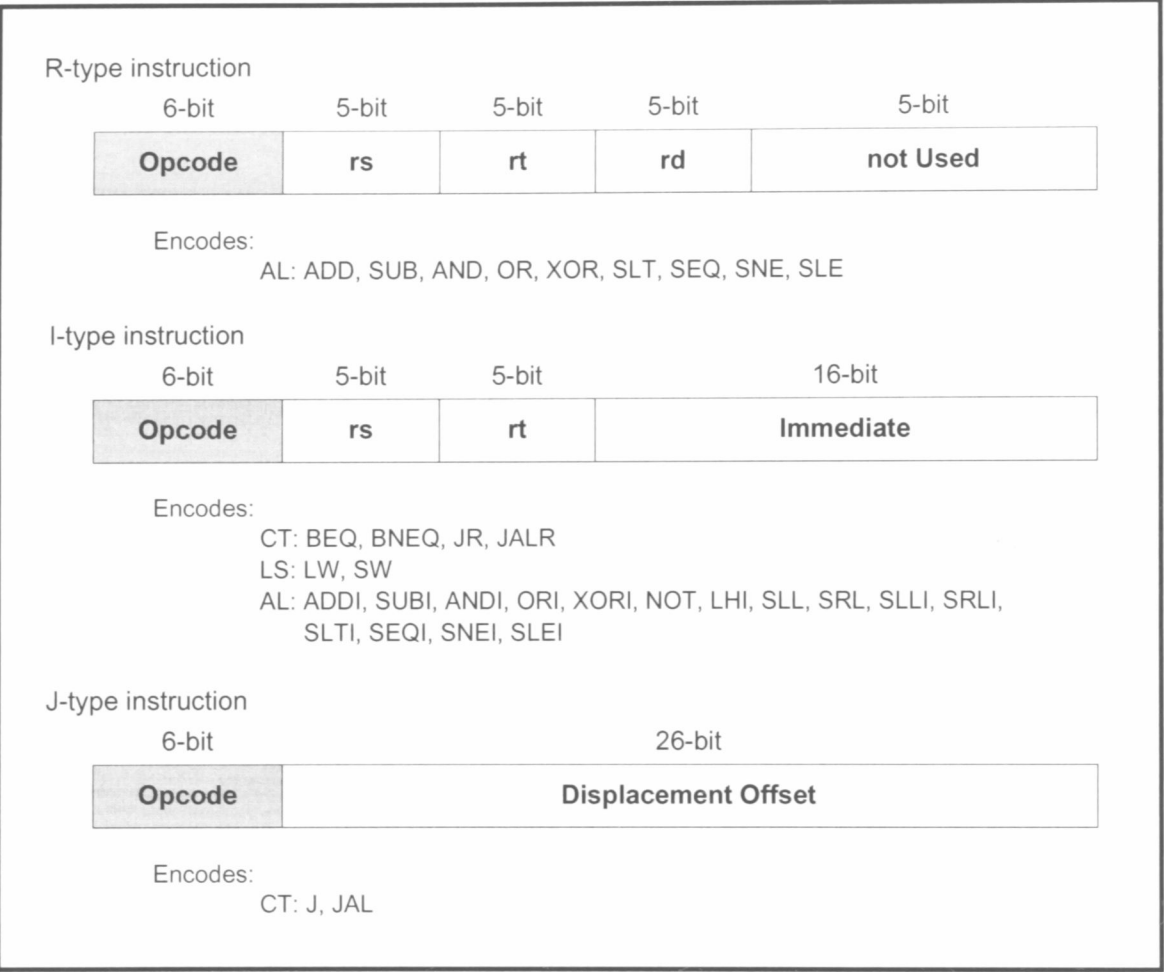 R-type instruction
6-bit 5-bit 5-bit 5-bit 5-bit
Opcode rs rt rd not Used
Encodes:
AL: ADD, SUB, AND, OR, XOR, SLT, SEQ, SNE, SLE
I-type instruction
6-bit 5-bit 5-bit 16-bit
Opcode rs rt Immediate
Encodes:
CT: BEQ, BNEQ, JR, JALR
LS: LW, SW
AL: ADDI, SUBI, ANDI, ORI, XORI, NOT, LHI, SLL, SRL, SLLI, SRLI,
SLTI, SEQI, SNEI, SLEI
J-type instruction
6-bit 26-bit
Opcode Displacement Offset
Encodes:
CT: J, JAL